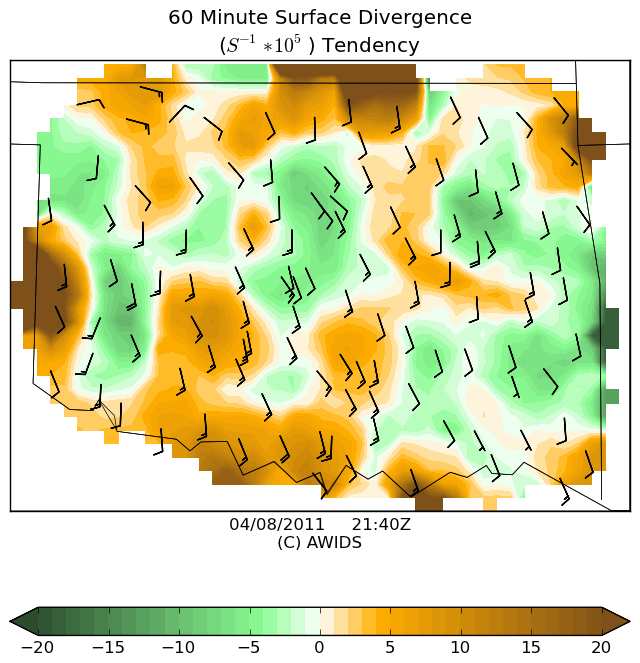 60 Minute Surface Divergence
(S⁻¹ * 10⁵ ) Tendency
04/08/2011 21:40Z
(C) AWIDS
−20 −15 −10 −5 0 5 10 15 20